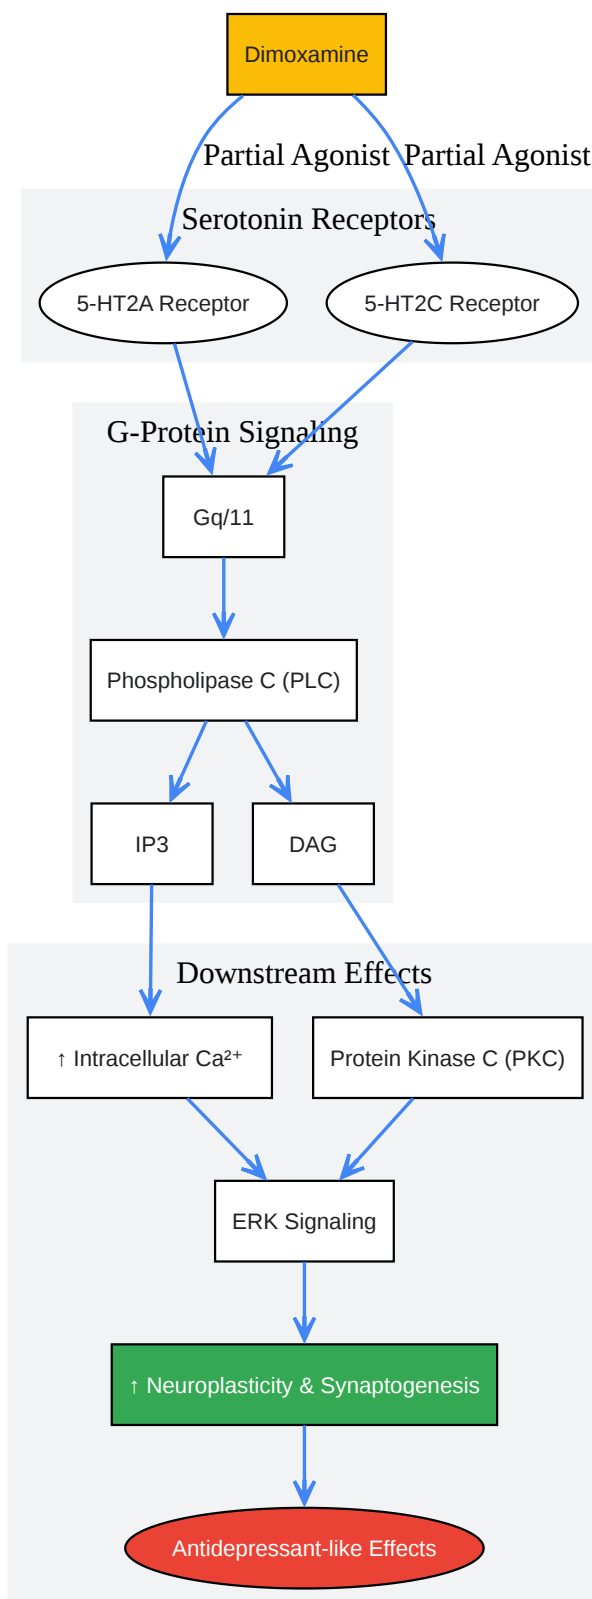 Dimoxamine
Partial Agonist Partial Agonist
Serotonin Receptors
5-HT2A Receptor
5-HT2C Receptor
G-Protein Signaling
Gq/11
Phospholipase C (PLC)
IP3
DAG
Downstream Effects
↑ Intracellular Ca²⁺
Protein Kinase C (PKC)
ERK Signaling
↑ Neuroplasticity & Synaptogenesis
Antidepressant-like Effects